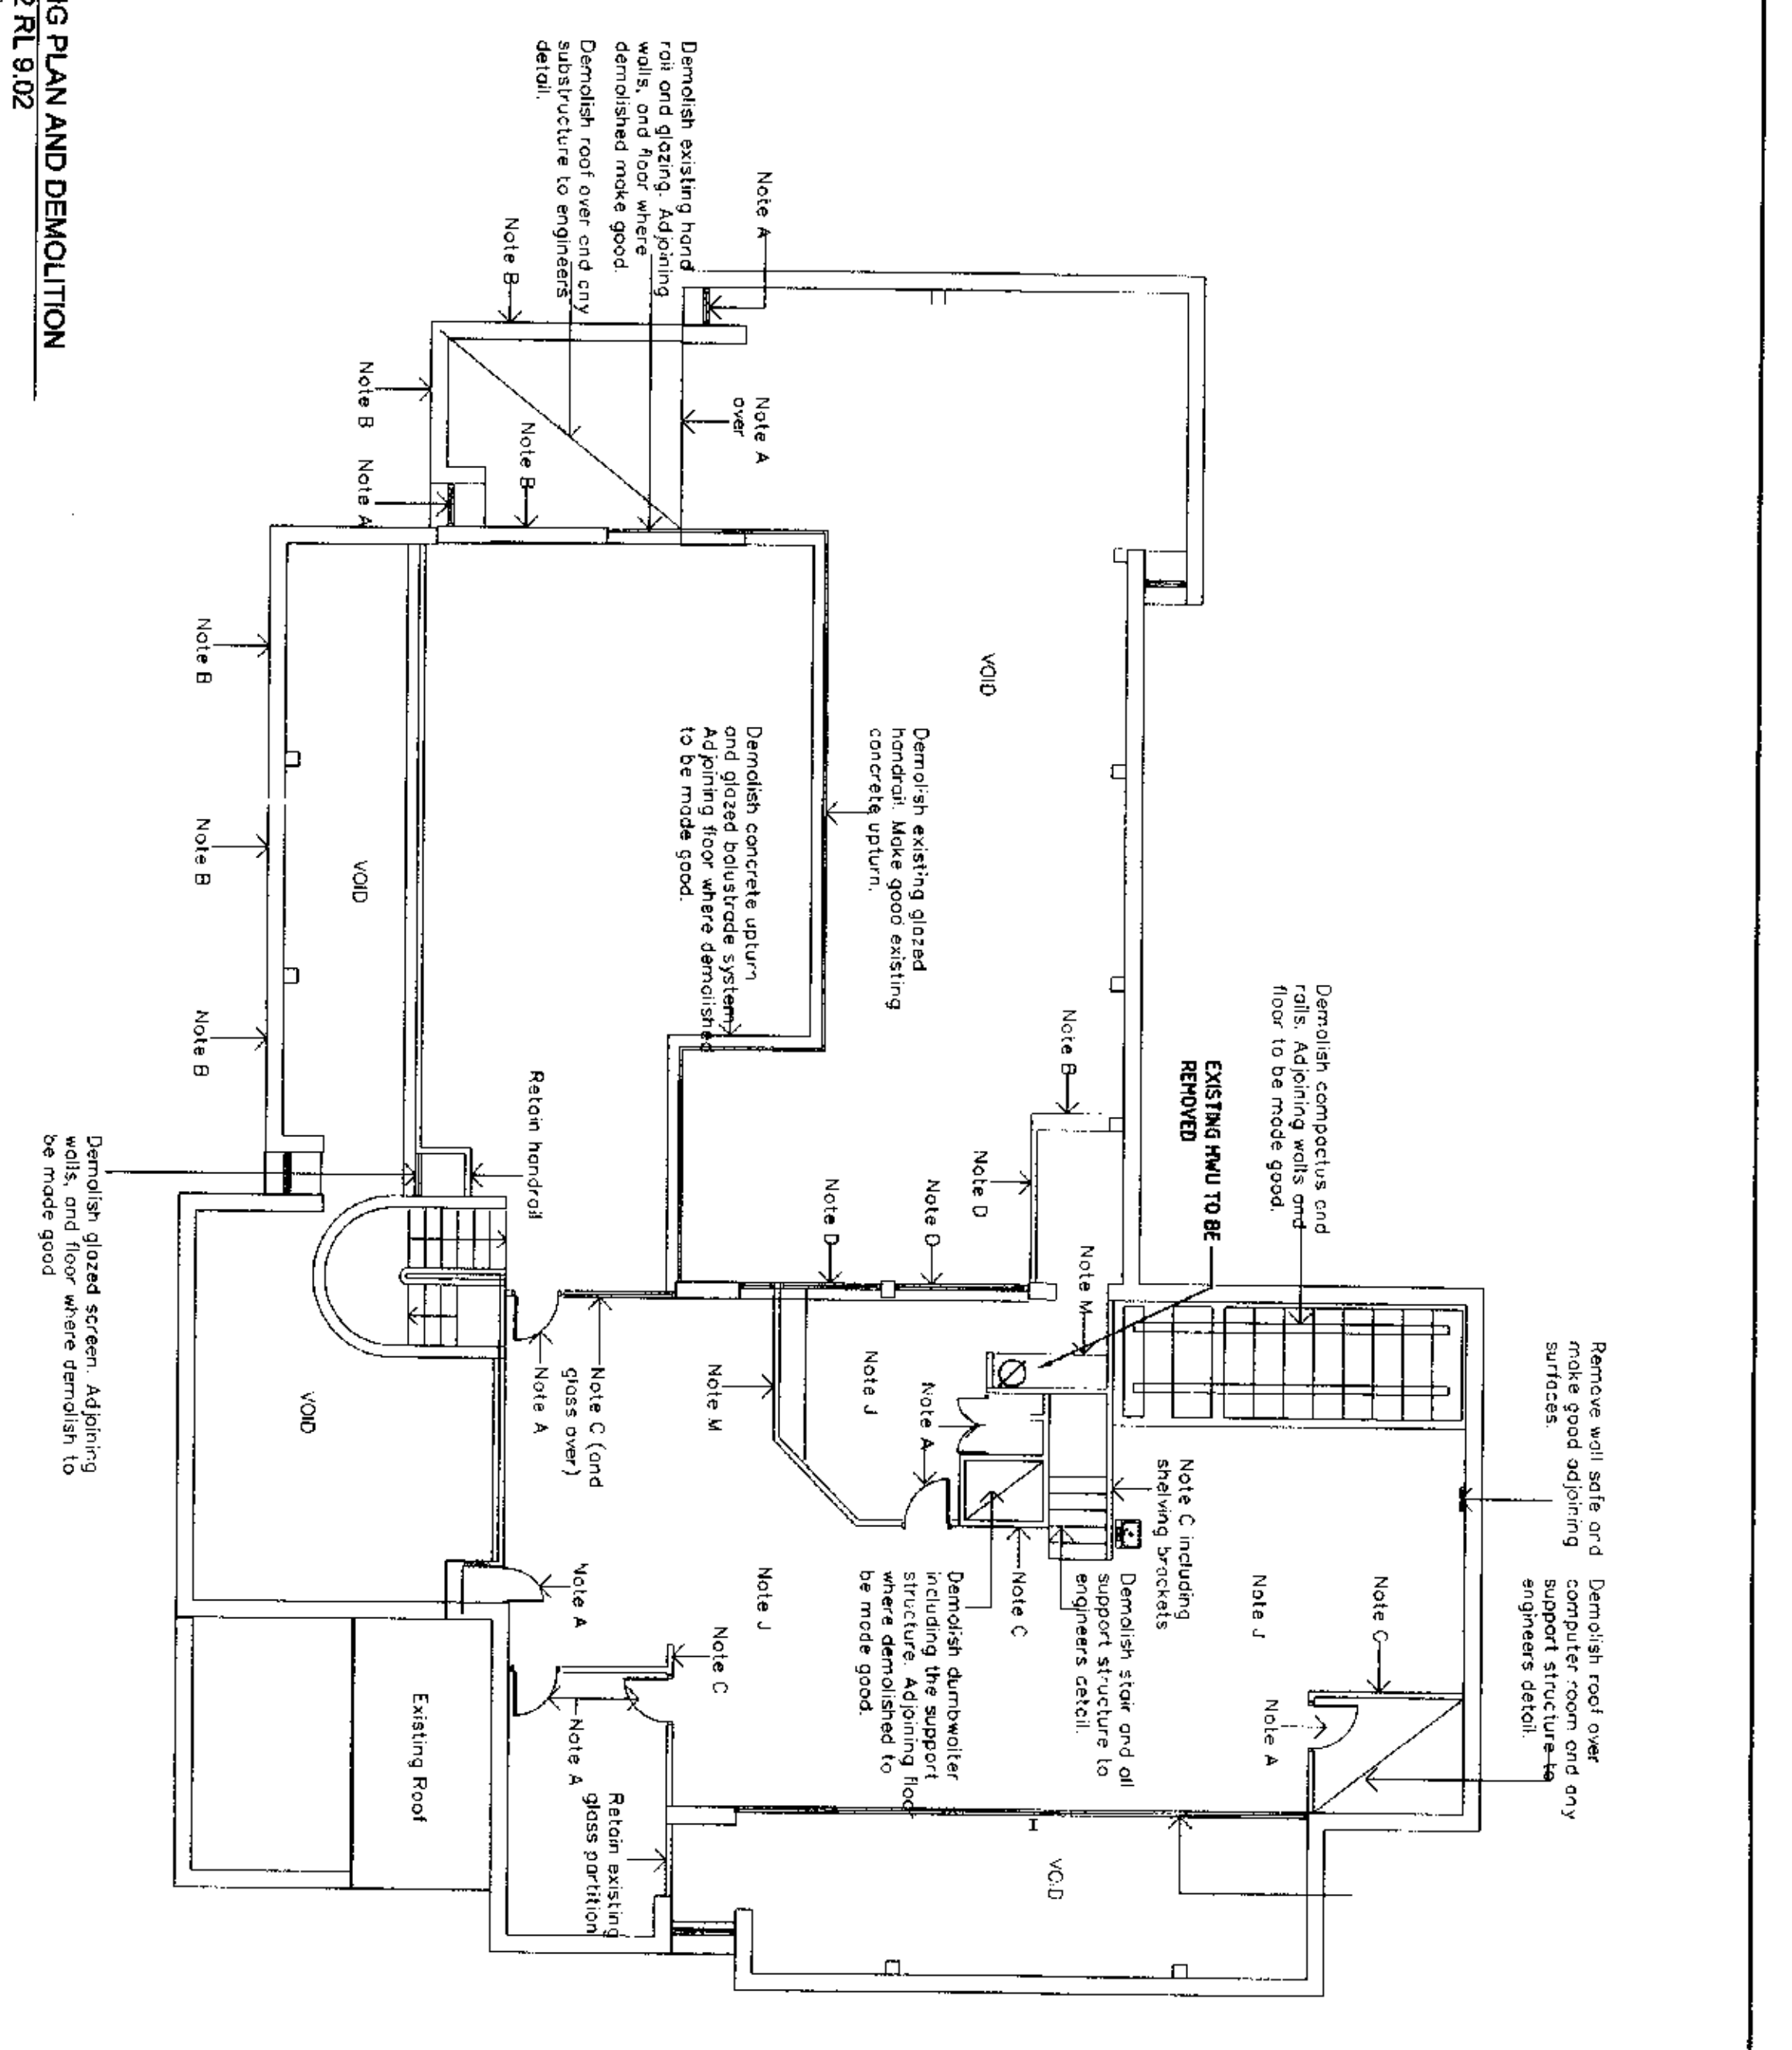 G PLAN AND DEMOLITION
RL 9.02
Remove wall safe and
make good adjoining
surfaces.
Demolish roof over
computer room and any
support structure to
engineers detail.
Demolish compactus and
rails. Adjoining walls and
floor to be made good.
EXISTING HWU TO BE
REMOVED
Note C
Note A
Note J
Note C including
shelving brackets
Demolish stair and all
support structure to
engineers detail.
Note B
Note M
Note C
VOID
VOID
Note D
Note D
Note D
Demolish dumbwaiter
including the support
structure. Adjoining floor
where demolished to
be made good.
Demolish existing glazed
handrail. Make good existing
concrete upturn.
Note A
Note J
Note J
Demolish concrete upturn
and glazed balustrade system
Adjoining floor where demolished
to be made good.
Note A
Note A
over
Demolish existing hand
rail and glazing. Adjoining
walls, and floor where
demolished make good.
Demolish roof over and any
substructure to engineers
detail.
Note M
Note C
Note C (and
glass over)
Note A
Note A
Note A
Retain existing
glass partition
Retain handrail
Note B
Note B
Note B
Note A
VOID
VOID
Existing Roof
Note B
Note B
Note B
Demolish glazed screen. Adjoining
walls, and floor where demolish to
be made good